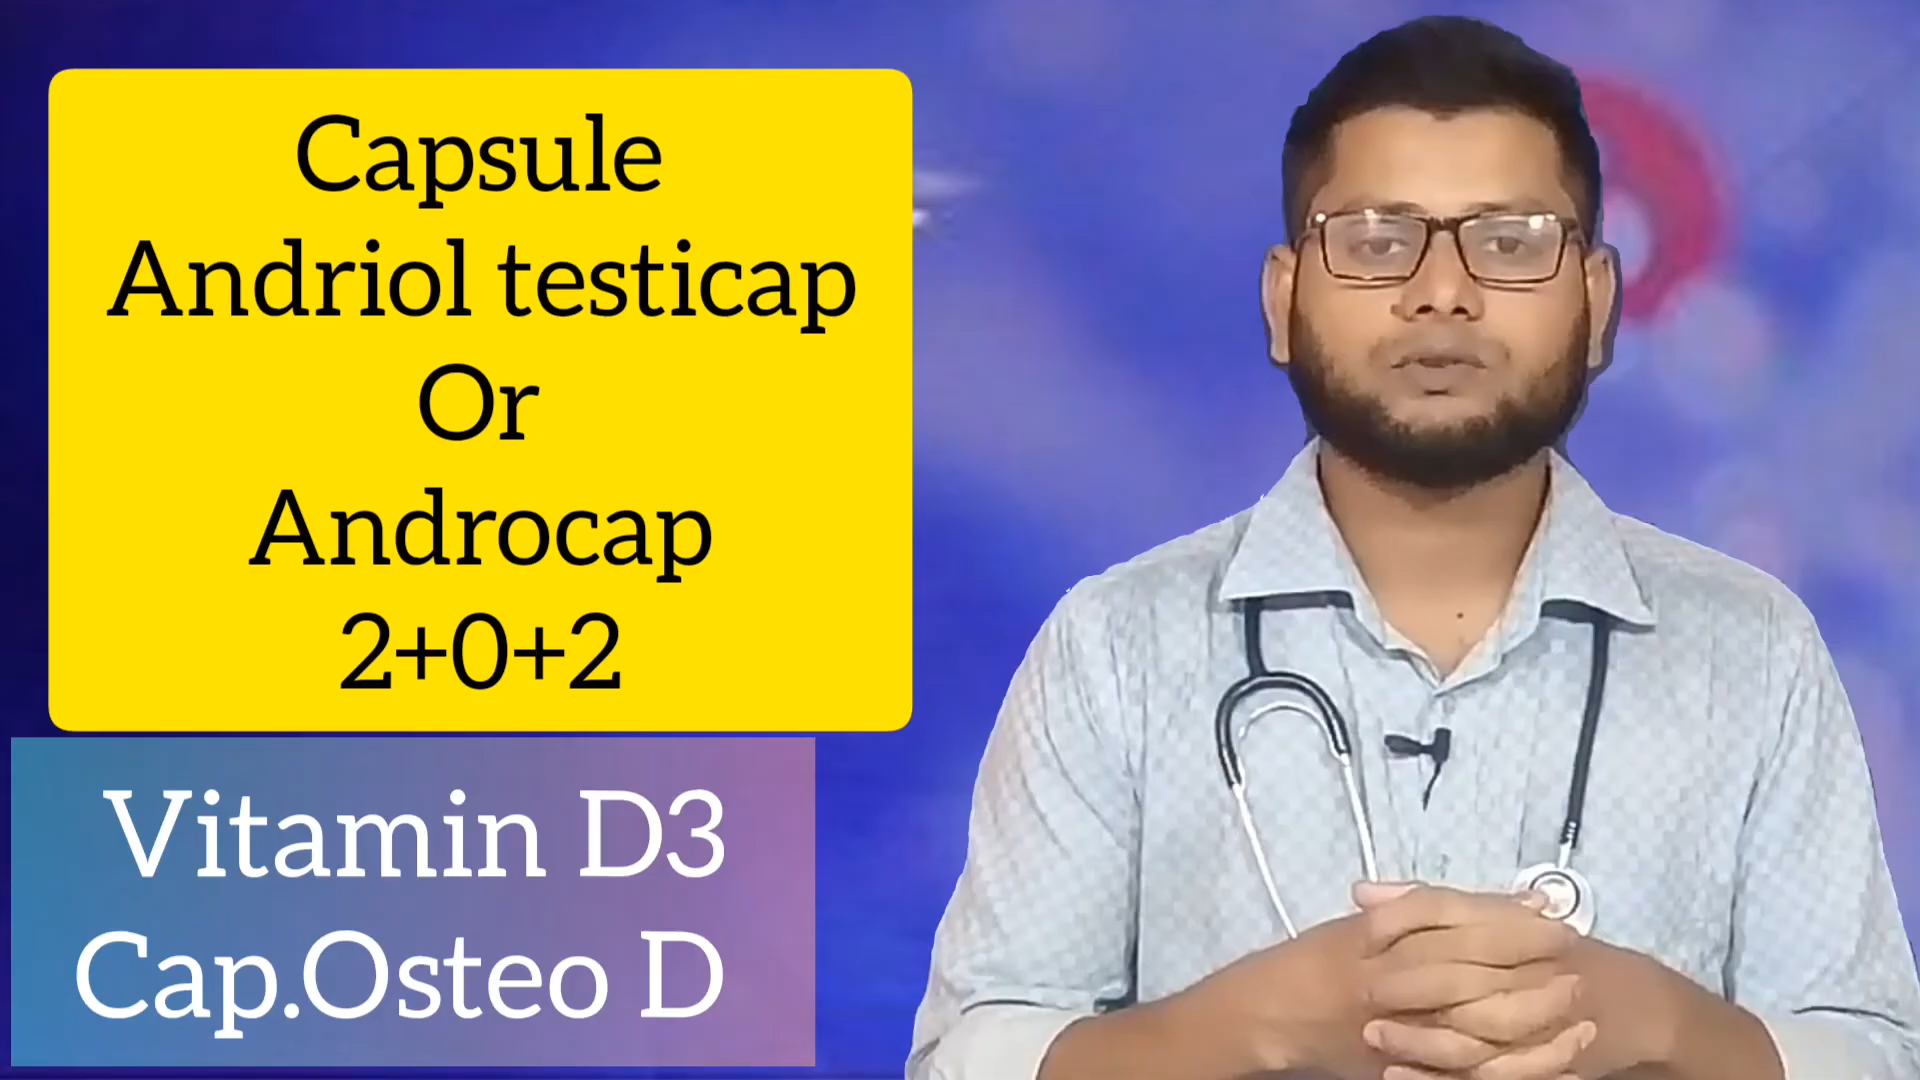 Capsule
Andriol testicap
Or
Androcap
2+0+2
Vitamin D3
Cap.Osteo D